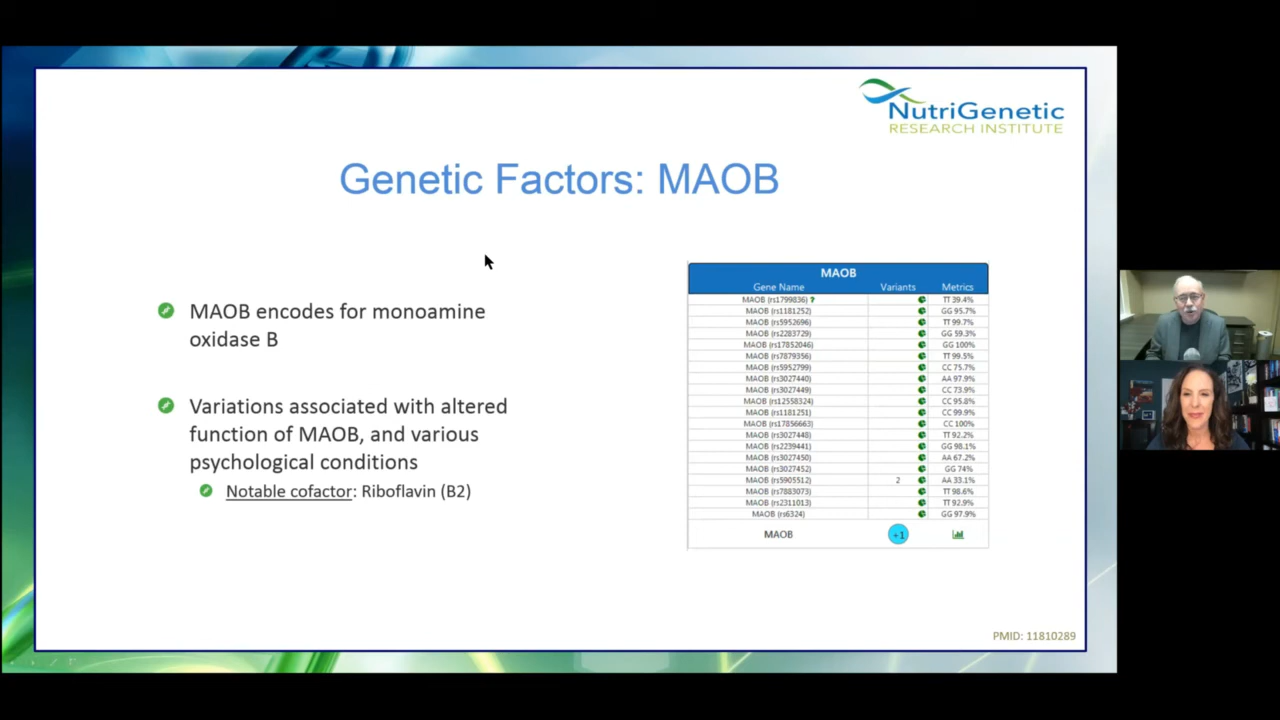 NutriGenetic
RESEARCH INSTITUTE
Genetic Factors: MAOB
MAOB encodes for monoamine
oxidase B
Variations associated with altered
function of MAOB, and various
psychological conditions
Notable cofactor: Riboflavin (B2)
MAOB
Gene Name Variants Metrics
MAOB (rs1799836) ? TT 39.4%
MAOB (rs1181252) GG 95.7%
MAOB (rs5952696) TT 99.7%
MAOB (rs2283729) GG 59.3%
MAOB (rs17852046) GG 100%
MAOB (rs7879356) TT 99.5%
MAOB (rs5952799) CC 75.7%
MAOB (rs3027440) AA 97.9%
MAOB (rs3027449) CC 73.9%
MAOB (rs12558324) CC 95.8%
MAOB (rs1181251) CC 99.9%
MAOB (rs17856663) CC 100%
MAOB (rs3027448) TT 92.2%
MAOB (rs2239441) GG 98.1%
MAOB (rs3027450) AA 67.2%
MAOB (rs3027452) GG 74%
MAOB (rs5905512) 2 AA 33.1%
MAOB (rs7883073) TT 98.6%
MAOB (rs2311013) TT 92.9%
MAOB (rs6324) GG 97.9%
MAOB +1
PMID: 11810289